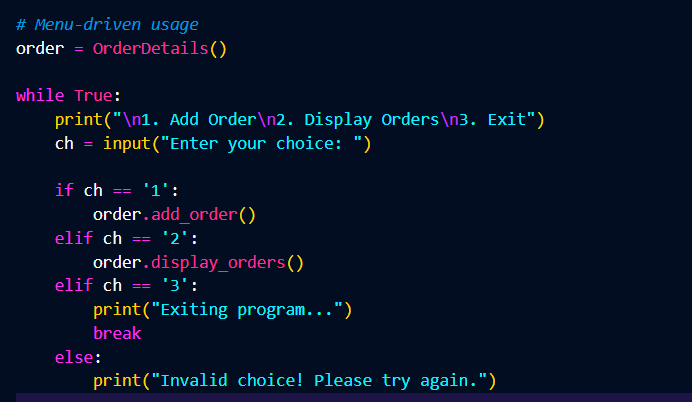 # Menu-driven usage
order = OrderDetails()
while True:
    print("\n1. Add Order\n2. Display Orders\n3. Exit")
    ch = input("Enter your choice: ")
    if ch == '1':
        order.add_order()
    elif ch == '2':
        order.display_orders()
    elif ch == '3':
        print("Exiting program...")
        break
    else:
        print("Invalid choice! Please try again.")